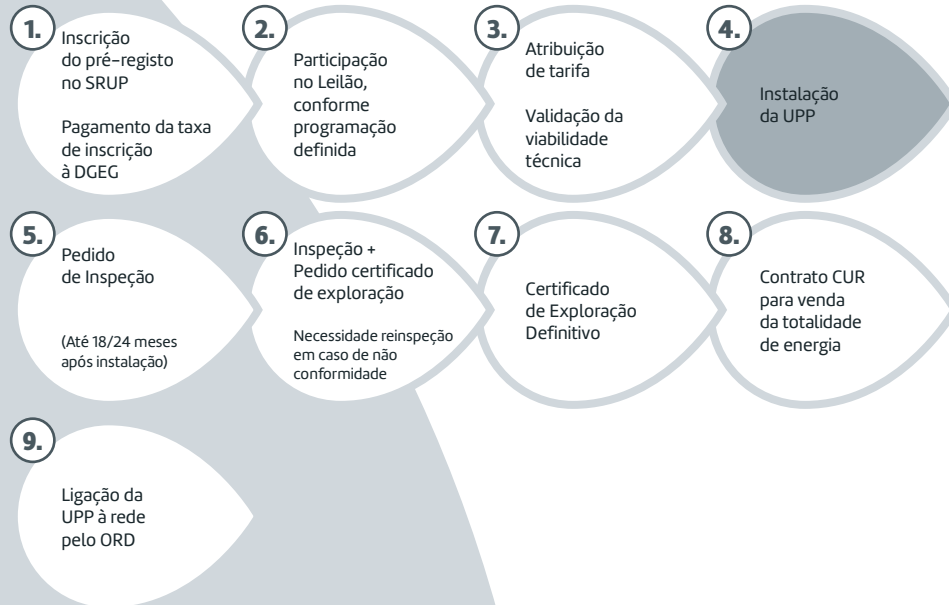 1.
Inscrição
do pré-registo
no SRUP
Pagamento da taxa
de inscrição
à DGEG
2.
Participação
no Leilão,
conforme
programação
definida
3.
Atribuição
de tarifa
Validação da
viabilidade
técnica
4.
Instalação
da UPP
5.
Pedido
de Inspeção
(Até 18/24 meses
após instalação)
6.
Inspeção +
Pedido certificado
de exploração
Necessidade reinspeção
em caso de não
conformidade
7.
Certificado
de Exploração
Definitivo
8.
Contrato CUR
para venda
da totalidade
de energia
9.
Ligação da
UPP à rede
pelo ORD